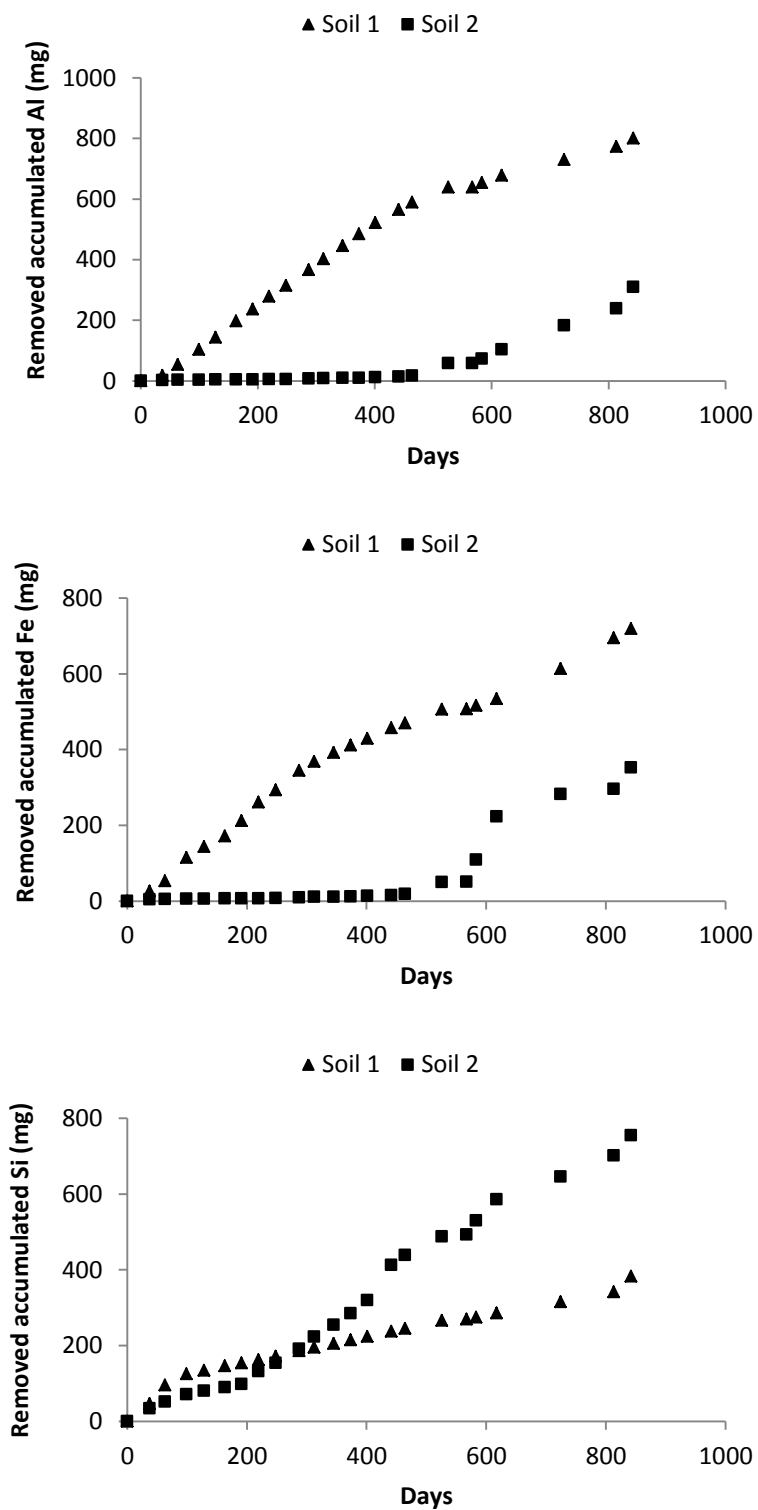 ▲ Soil 1 ■ Soil 2
Removed accumulated Al (mg)
1000
800
600
400
200
0
0 200 400 600 800 1000
Days
▲ Soil 1 ■ Soil 2
Removed accumulated Fe (mg)
800
600
400
200
0
0 200 400 600 800 1000
Days
▲ Soil 1 ■ Soil 2
Removed accumulated Si (mg)
800
600
400
200
0
0 200 400 600 800 1000
Days